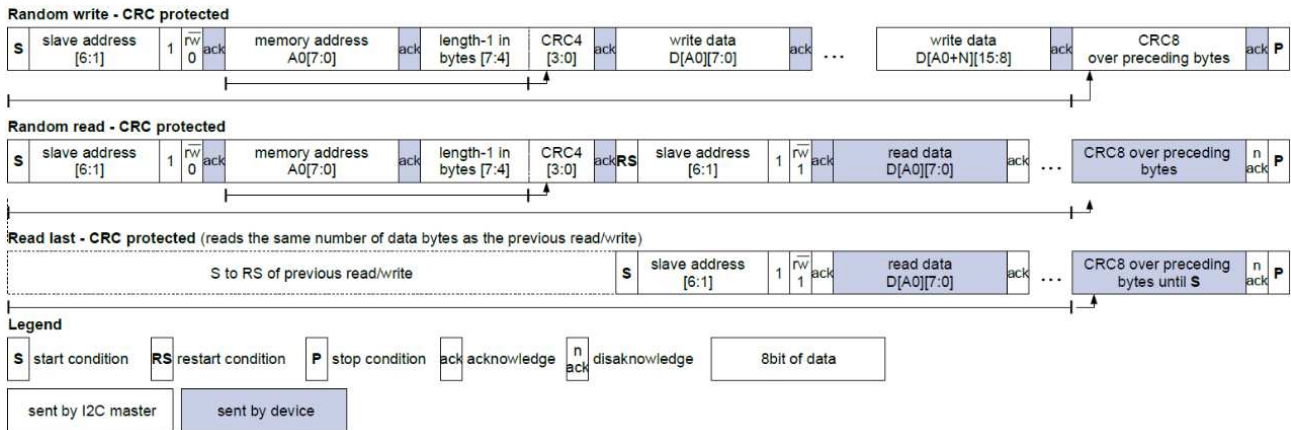 Random write - CRC protected
S slave address [6:1] 1 rw 0 ack memory address A0[7:0] ack length-1 in bytes [7:4] CRC4 [3:0] ack write data D[A0][7:0] ack ... write data D[A0+N][15:8] CRC8 over preceding bytes ack P
Random read - CRC protected
S slave address [6:1] 1 rw 0 ack memory address A0[7:0] ack length-1 in bytes [7:4] CRC4 [3:0] ack RS slave address [6:1] 1 rw 1 ack read data D[A0][7:0] ack ... CRC8 over preceding bytes n ack P
Read last - CRC protected (reads the same number of data bytes as the previous read/write)
S to RS of previous read/write S slave address [6:1] 1 rw 1 ack read data D[A0][7:0] ack ... CRC8 over preceding bytes until S n ack P
Legend
S start condition RS restart condition P stop condition ack acknowledge n ack disaknowledge 8bit of data
sent by I2C master sent by device